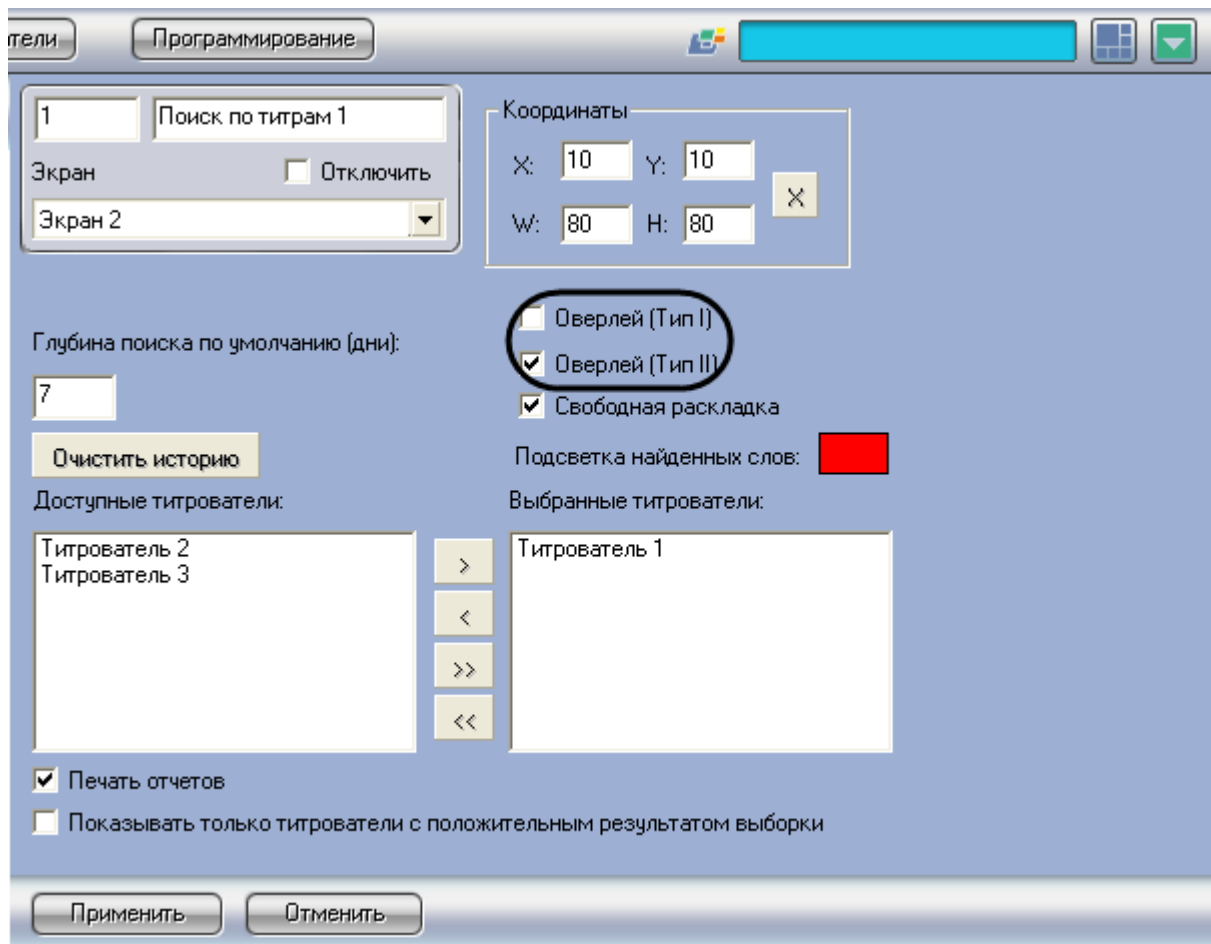 тели Программирование
1 Поиск по титрам 1
Экран Отключить
Экран 2
Координаты
X: 10 Y: 10
X
W: 80 H: 80
Оверлей (Тип I)
Глубина поиска по умолчанию (дни):
Оверлей (Тип II)
7
Свободная раскладка
Очистить историю
Подсветка найденных слов:
Доступные титрователи:
Выбранные титрователи:
Титрователь 2
Титрователь 3
>
<
>>
<<
Титрователь 1
Печать отчетов
Показывать только титрователи с положительным результатом выборки
Применить Отменить